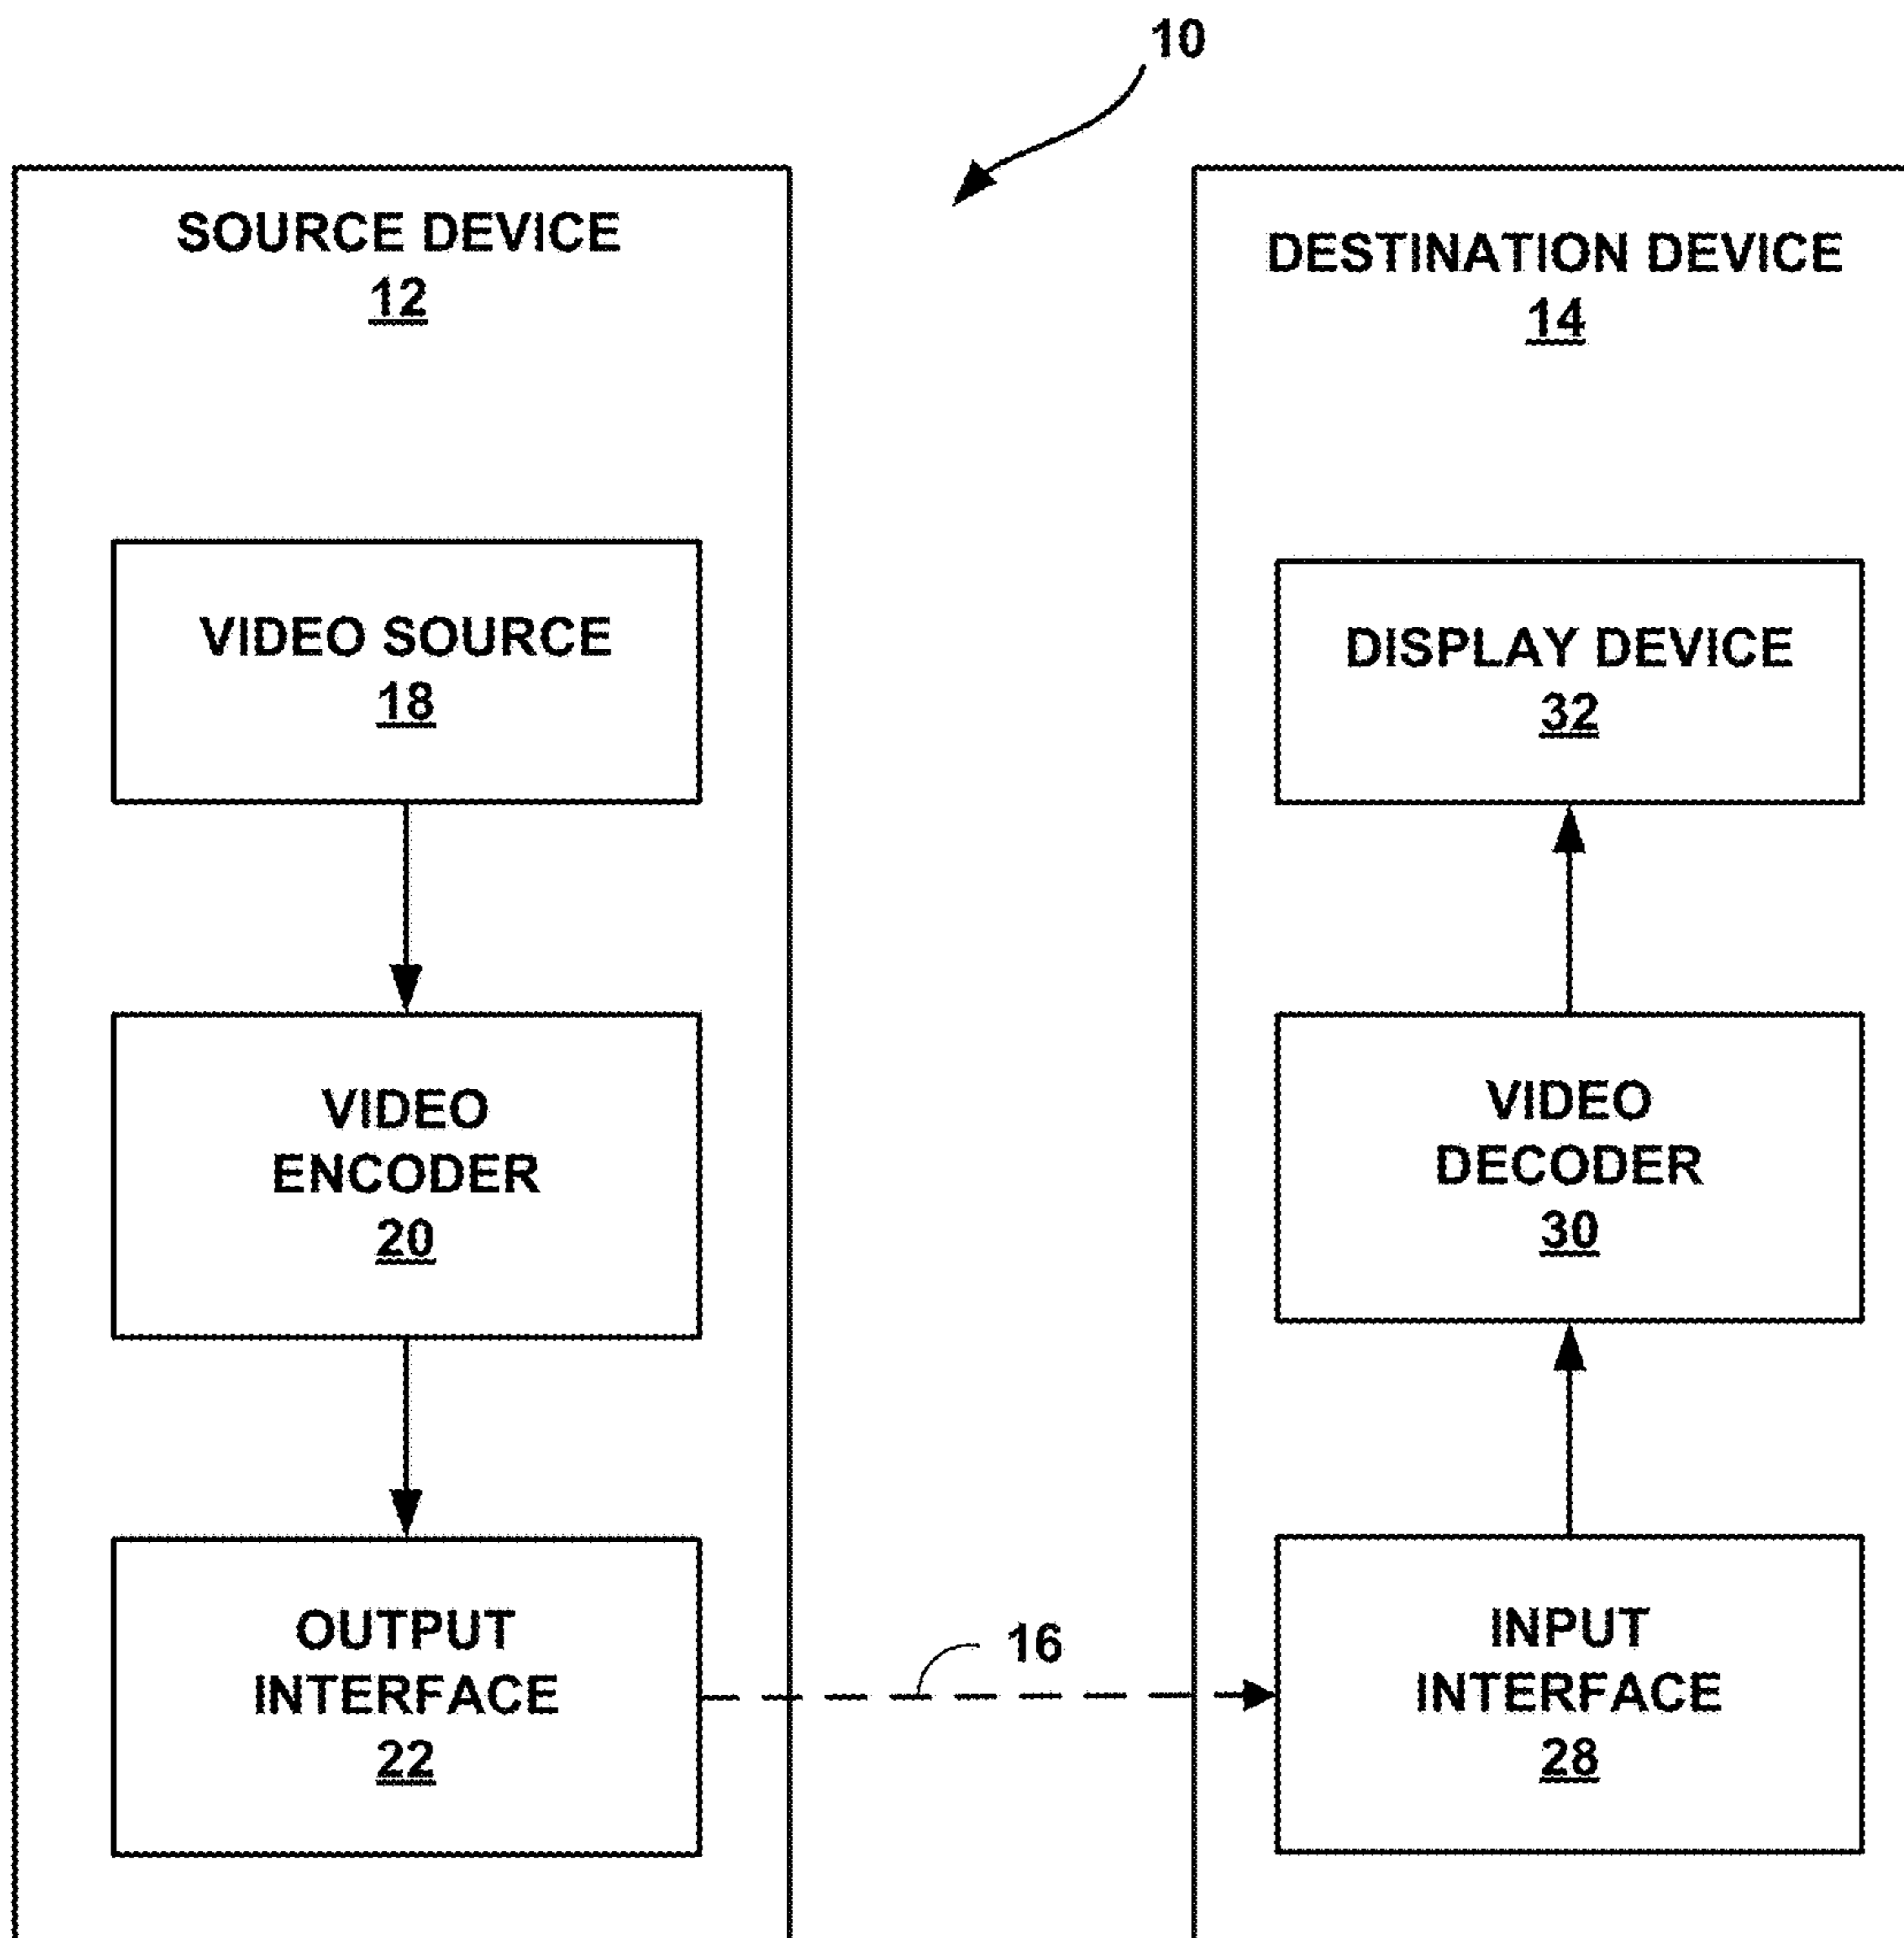 10
SOURCE DEVICE
12
VIDEO SOURCE
18
VIDEO
ENCODER
20
OUTPUT
INTERFACE
22
16
DESTINATION DEVICE
14
DISPLAY DEVICE
32
VIDEO
DECODER
30
INPUT
INTERFACE
28